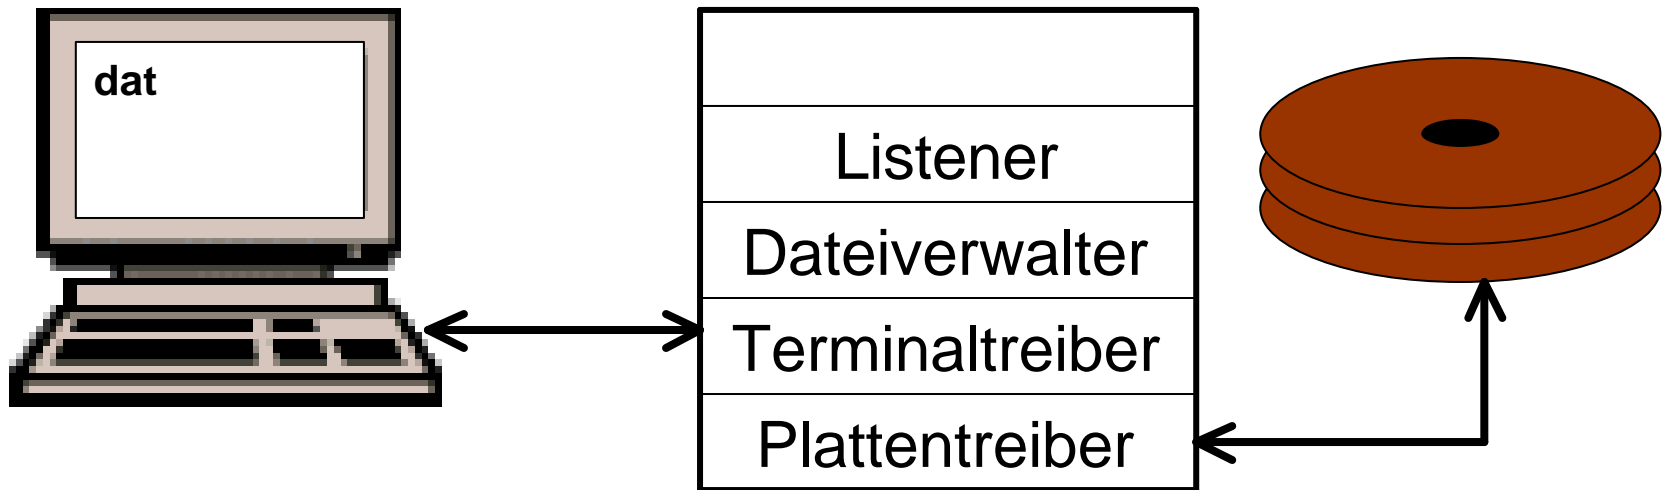 dat
Listener
Dateiverwalter
Terminaltreiber
Plattentreiber